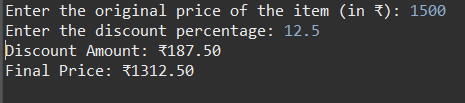 Enter the original price of the item (in ₹): 1500
Enter the discount percentage: 12.5
Discount Amount: ₹187.50
Final Price: ₹1312.50